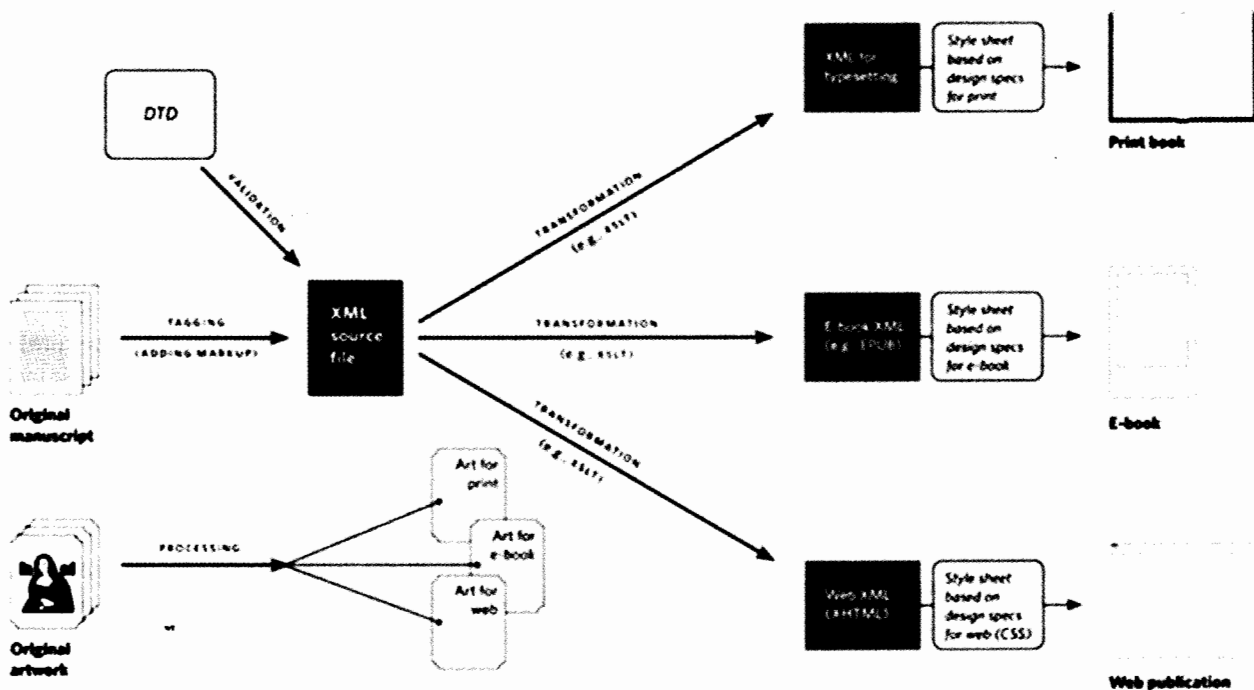 DTD
VALIDATION
Original
manuscript
TAGGING
(ADDING MARKUP)
XML
source
file
TRANSFORMATION
(e.g., XSLT)
XML for
typesetting
Style sheet
based on
design specs
for print
Print book
TRANSFORMATION
(e.g., XSLT)
E-book XML
(e.g. EPUB)
Style sheet
based on
design specs
for e-book
E-book
TRANSFORMATION
(e.g., XSLT)
Web XML
(XHTML)
Style sheet
based on
design specs
for web (CSS)
Web publication
Original
artwork
PROCESSING
Art for
print
Art for
e-book
Art for
web